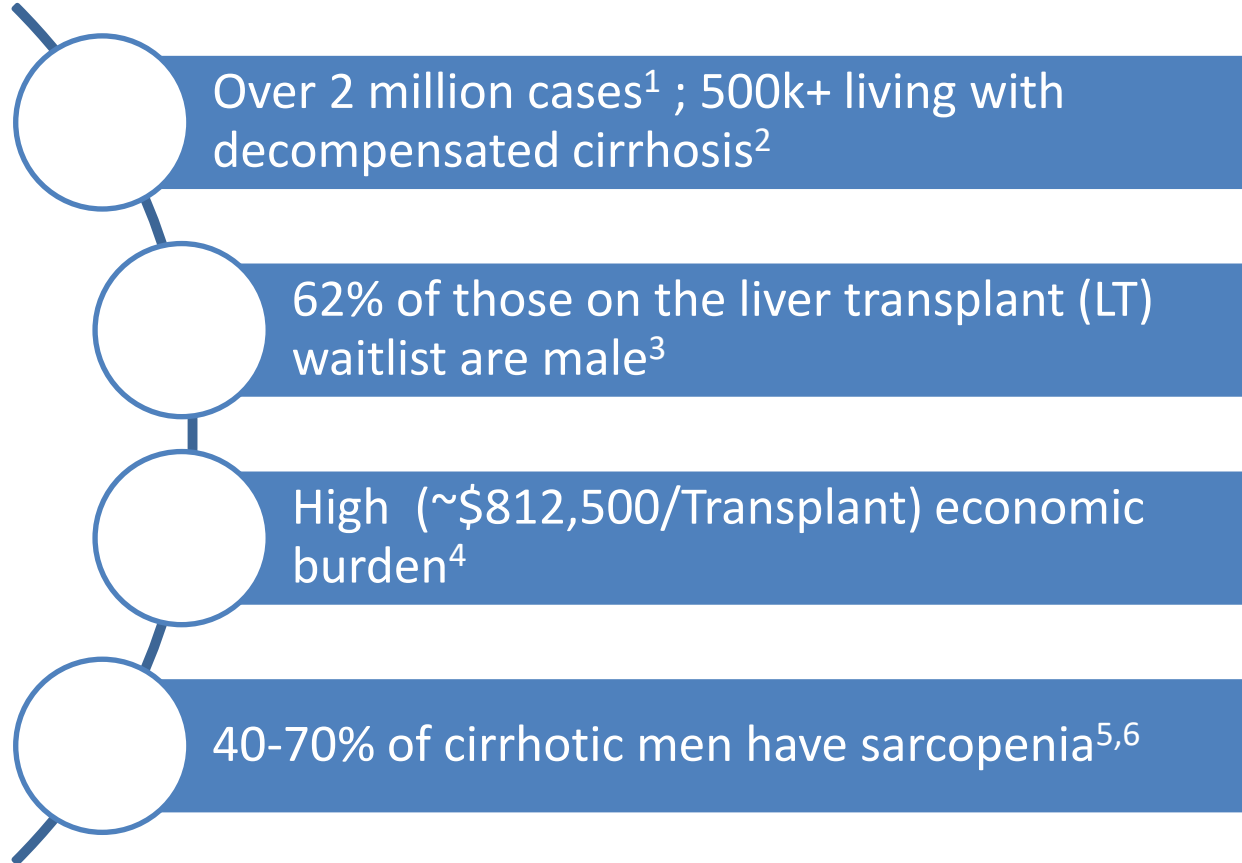 Over 2 million cases¹ ; 500k+ living with
decompensated cirrhosis²
62% of those on the liver transplant (LT)
waitlist are male³
High  (~$812,500/Transplant) economic
burden⁴
40-70% of cirrhotic men have sarcopenia⁵,⁶